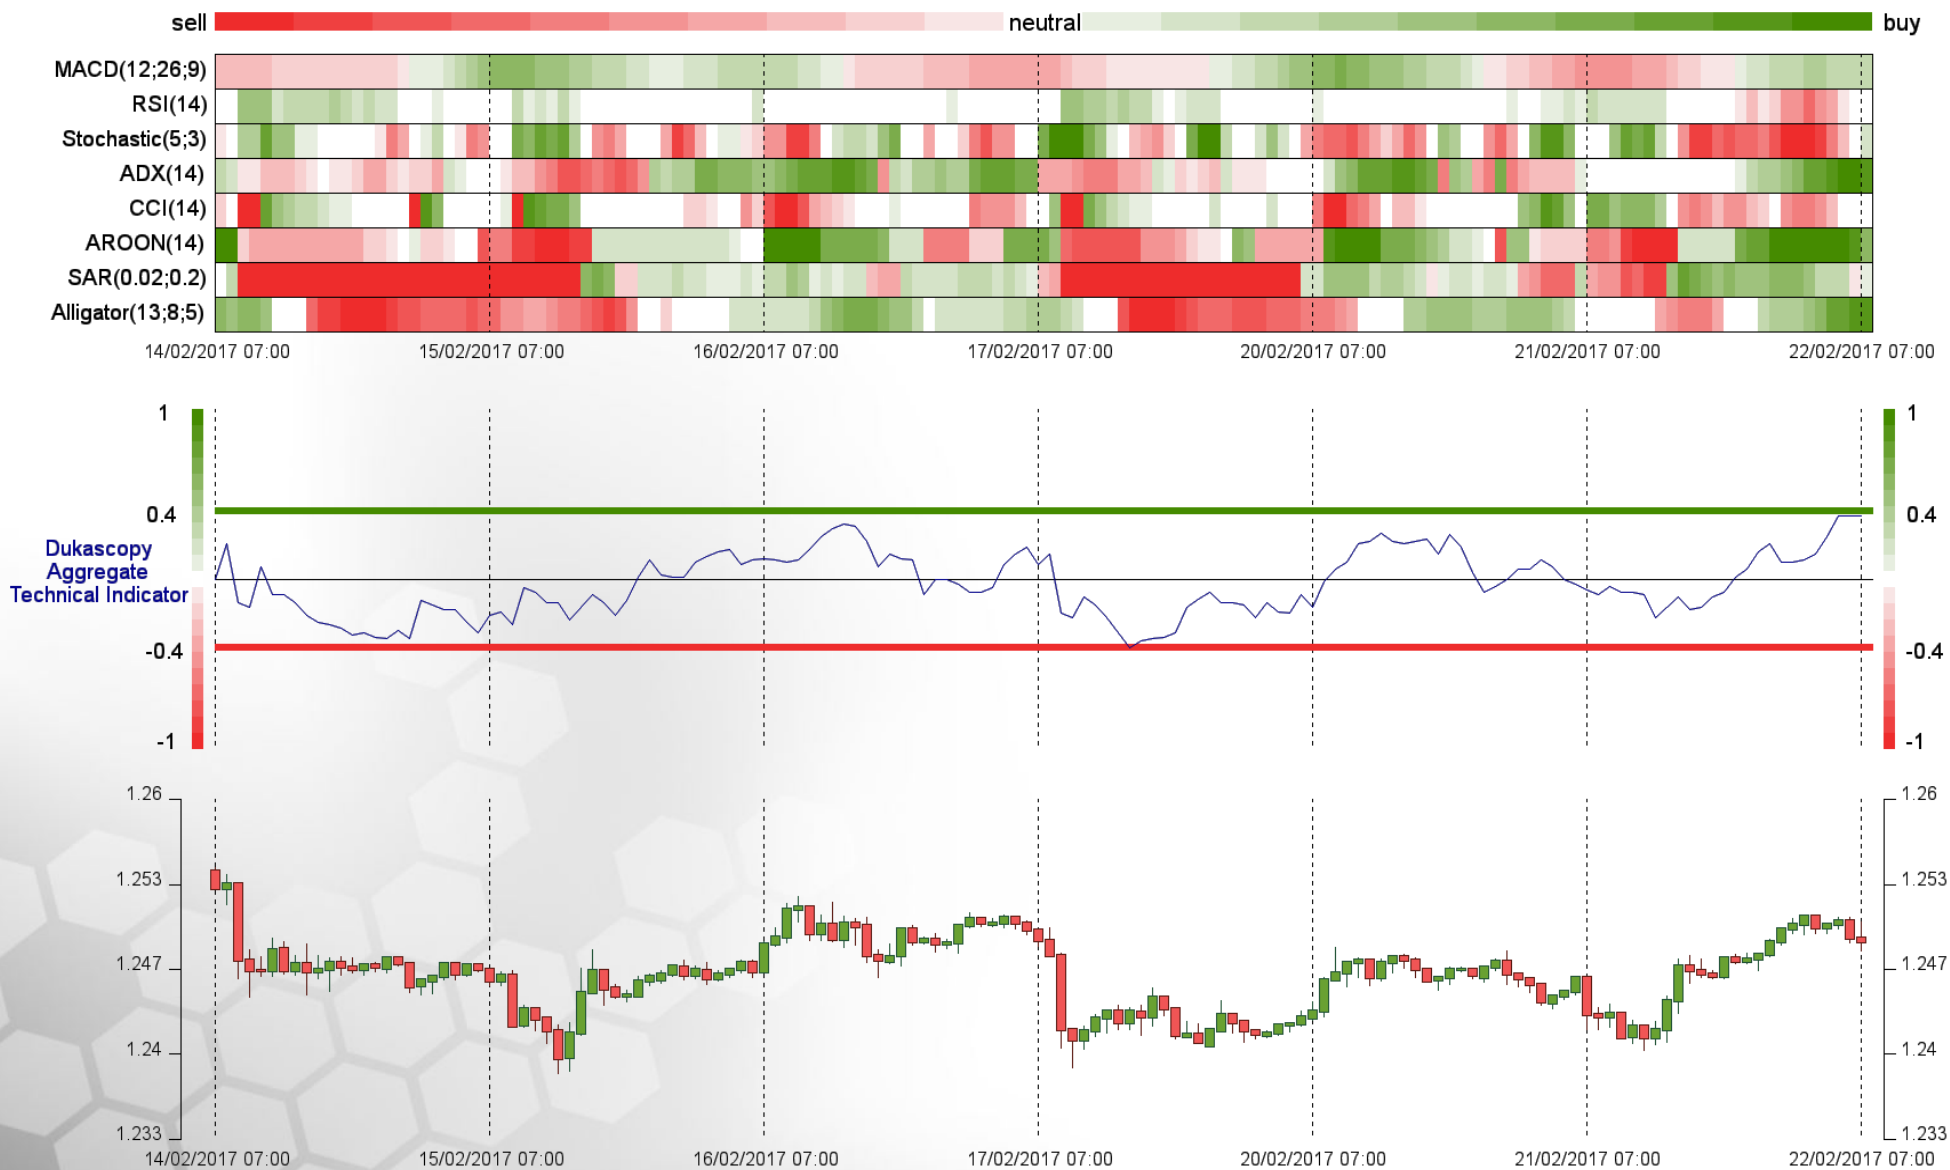 sell neutral buy
MACD(12;26;9)
RSI(14)
Stochastic(5;3)
ADX(14)
CCI(14)
AROON(14)
SAR(0.02;0.2)
Alligator(13;8;5)
14/02/2017 07:00 15/02/2017 07:00 16/02/2017 07:00 17/02/2017 07:00 20/02/2017 07:00 21/02/2017 07:00 22/02/2017 07:00
1 1
0.4 0.4
Dukascopy
Aggregate
Technical Indicator
-0.4 -0.4
-1 -1
1.26 1.26
1.253 1.253
1.247 1.247
1.24 1.24
1.233 1.233
14/02/2017 07:00 15/02/2017 07:00 16/02/2017 07:00 17/02/2017 07:00 20/02/2017 07:00 21/02/2017 07:00 22/02/2017 07:00